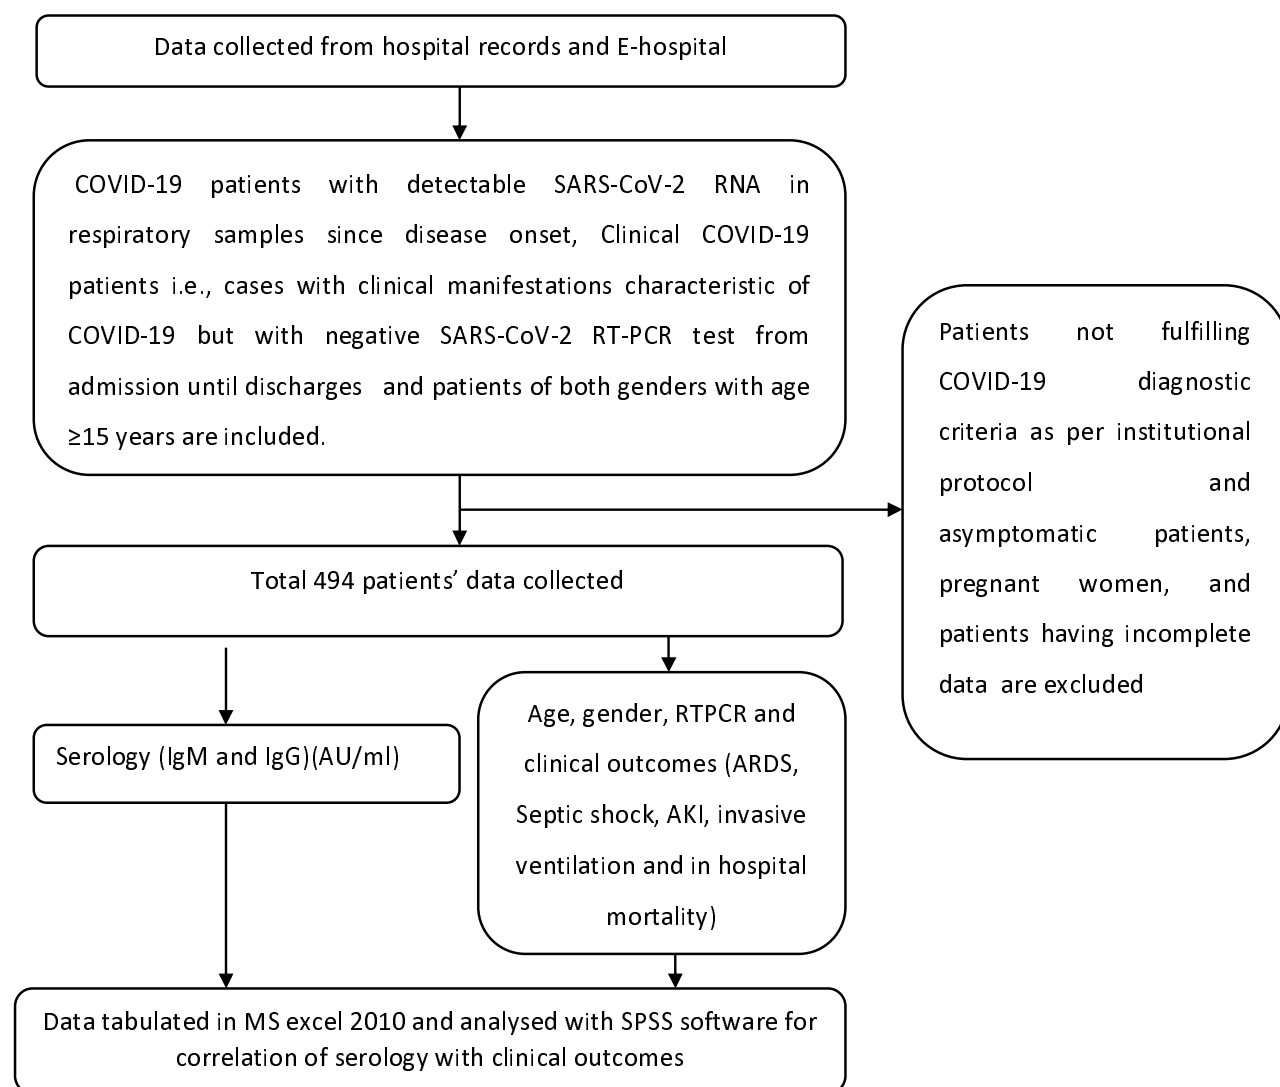 Data collected from hospital records and E-hospital
COVID-19 patients with detectable SARS-CoV-2 RNA in
respiratory samples since disease onset, Clinical COVID-19
patients i.e., cases with clinical manifestations characteristic of
COVID-19 but with negative SARS-CoV-2 RT-PCR test from
admission until discharges and patients of both genders with age
≥15 years are included.
Patients not fulfilling
COVID-19 diagnostic
criteria as per institutional
protocol and
asymptomatic patients,
pregnant women, and
patients having incomplete
data are excluded
Total 494 patients’ data collected
Serology (IgM and IgG)(AU/ml)
Age, gender, RTPCR and
clinical outcomes (ARDS,
Septic shock, AKI, invasive
ventilation and in hospital
mortality)
Data tabulated in MS excel 2010 and analysed with SPSS software for
correlation of serology with clinical outcomes